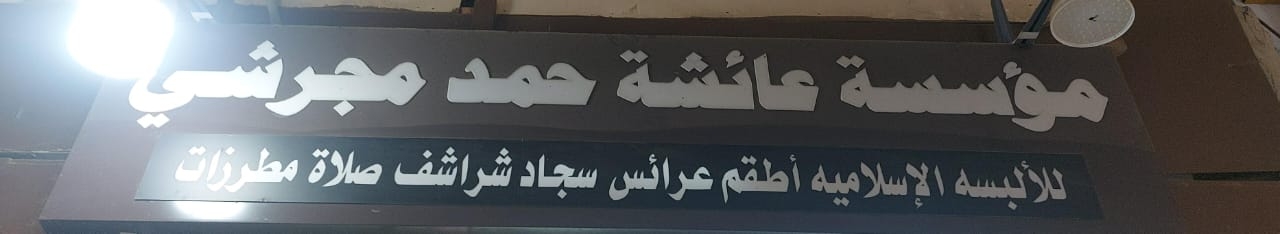 مؤسسة عائشة حمد مجرشي
للألبسه الإسلاميه أطقم عرائس سجاد شراشف صلاة مطرزات